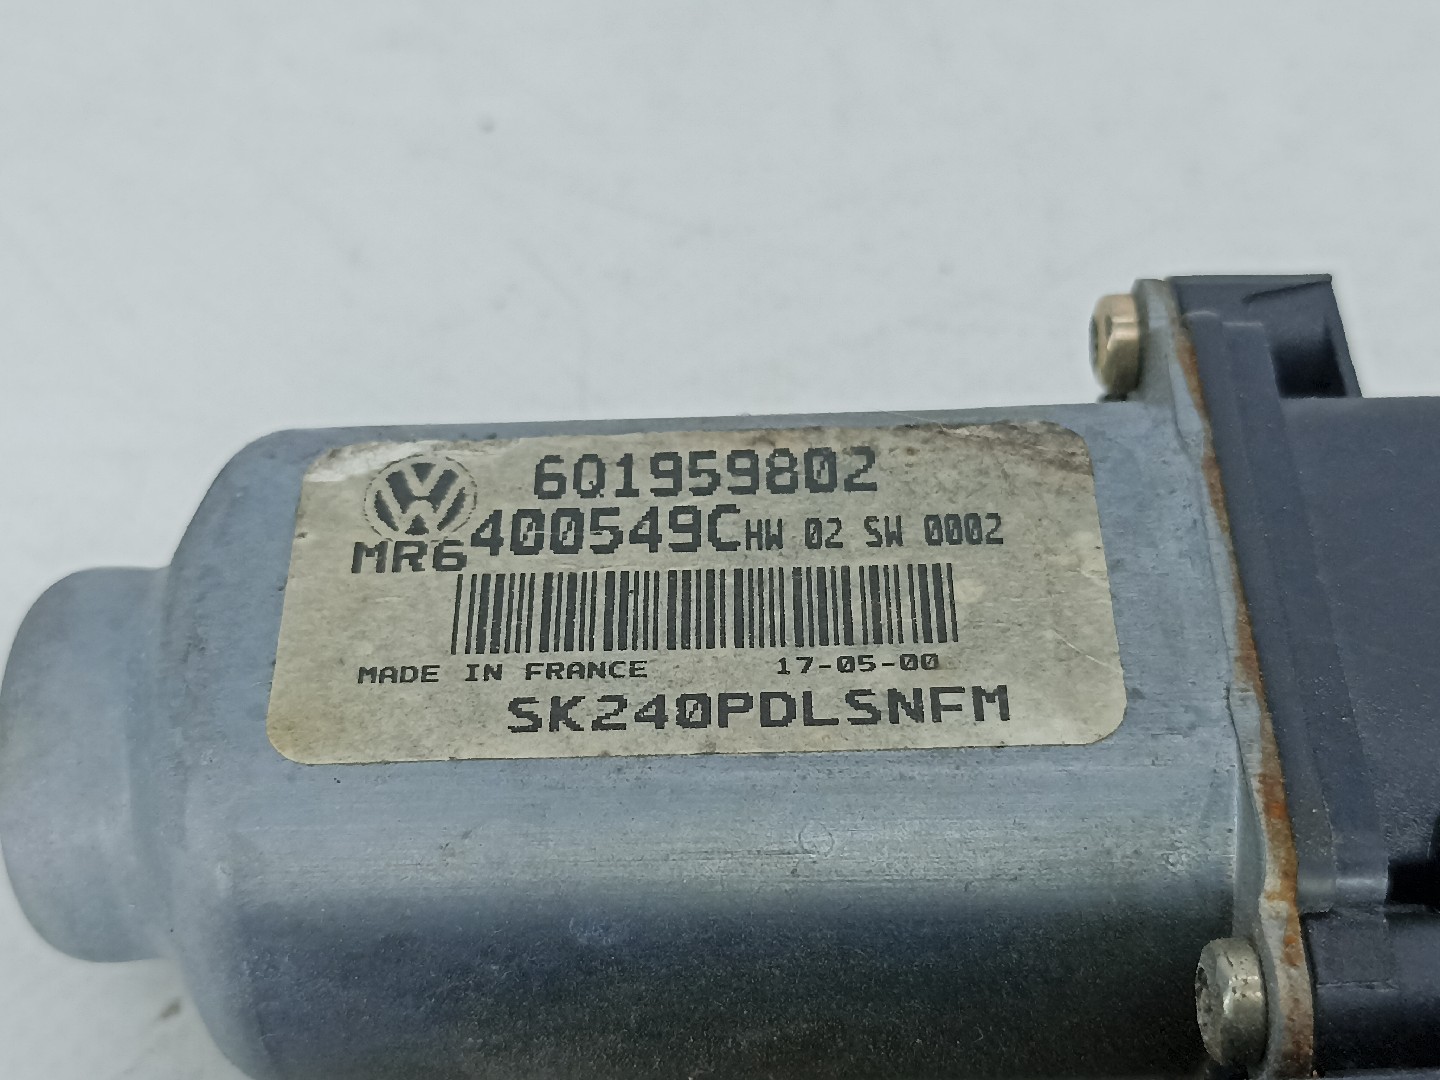 6Q1959802
MR6 400549C HW 02 SW 0002
MADE IN FRANCE 17-05-00
SK240PDLSNFM